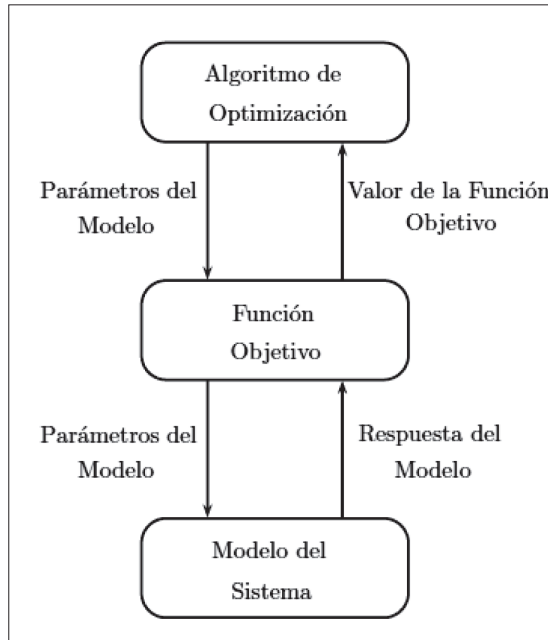 Algoritmo de
Optimización
Parámetros del
Modelo
Valor de la Función
Objetivo
Función
Objetivo
Parámetros del
Modelo
Respuesta del
Modelo
Modelo del
Sistema